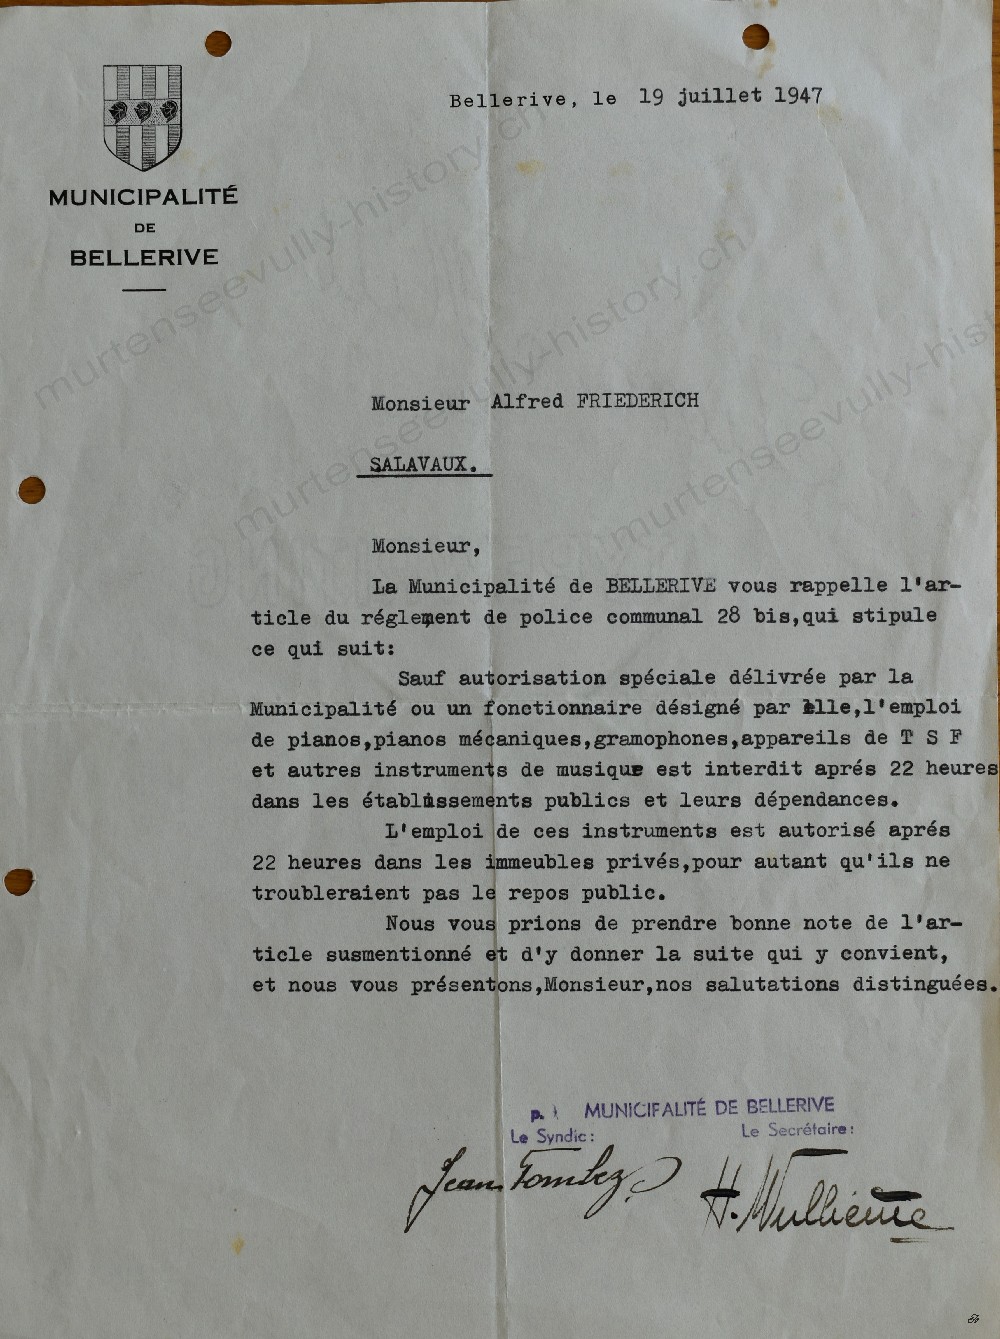 Bellerive, le 19 juillet 1947
MUNICIPALITÉ
DE
BELLERIVE
Monsieur Alfred FRIEDERICH
SALAVAUX.
Monsieur,
La Municipalité de BELLERIVE vous rappelle l'ar-
ticle du réglement de police communal 28 bis,qui stipule
ce qui suit:
Sauf autorisation spéciale délivrée par la
Municipalité ou un fonctionnaire désigné par elle,l'emploi
de pianos,pianos mécaniques,gramophones,appareils de T S F
et autres instruments de musique est interdit aprés 22 heures
dans les établissements publics et leurs dépendances.
L'emploi de ces instruments est autorisé aprés
22 heures dans les immeubles privés,pour autant qu'ils ne
troubleraient pas le repos public.
Nous vous prions de prendre bonne note de l'ar-
ticle susmentionné et d'y donner la suite qui y convient,
et nous vous présentons,Monsieur,nos salutations distinguées.
p. MUNICIPALITÉ DE BELLERIVE
Le Syndic: Le Secrétaire:
Jean Tombez H.
murtenseevully-history.ch
murtenseevully-history.ch
murtenseevully-his